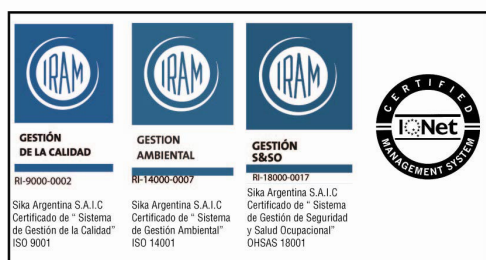 IRAM
GESTIÓN
DE LA CALIDAD
RI-9000-0002
Sika Argentina S.A.I.C
Certificado de “ Sistema
de Gestión de la Calidad”
ISO 9001
IRAM
GESTION
AMBIENTAL
RI-14000-0007
Sika Argentina S.A.I.C
Certificado de “ Sistema
de Gestión Ambiental”
ISO 14001
IRAM
GESTIÓN
S&SO
RI-18000-0017
Sika Argentina S.A.I.C
Certificado de “ Sistema
de Gestión de Seguridad
y Salud Ocupacional”
OHSAS 18001
CERTIFIED
IQNet
MANAGEMENT SYSTEM